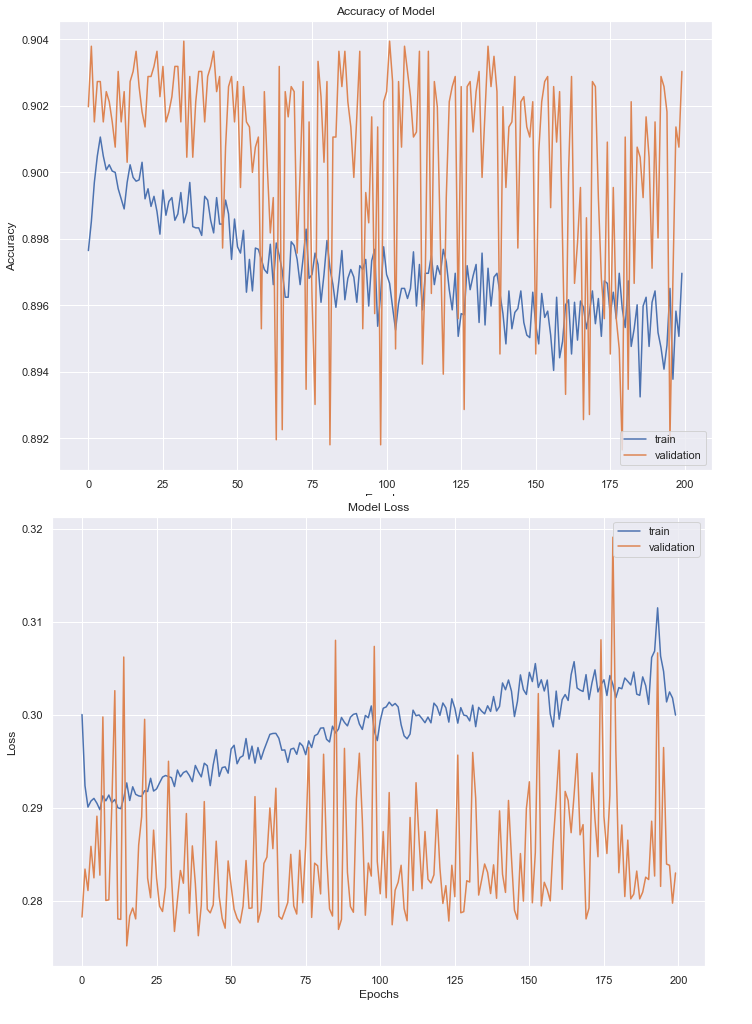 Accuracy of Model
0.904
0.902
0.900
0.898
0.896
0.894
0.892
Accuracy
train
validation
0 25 50 75 100 125 150 175 200
Model Loss
0.32
0.31
0.30
0.29
0.28
Loss
train
validation
0 25 50 75 100 125 150 175 200
Epochs